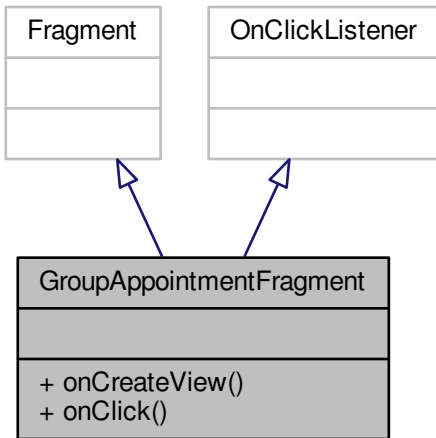 Fragment
OnClickListener
GroupAppointmentFragment
+ onCreateView()
+ onClick()